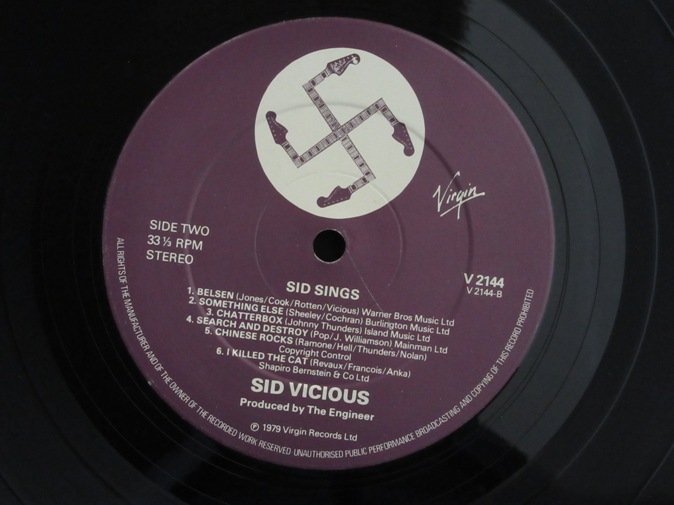 Virgin
SIDE TWO
33 ⅓ RPM
STEREO
V 2144
V 2144-B
SID SINGS
1. BELSEN (Jones/Cook/Rotten/Vicious) Warner Bros Music Ltd
2. SOMETHING ELSE (Sheeley/Cochran) Burlington Music Ltd
3. CHATTERBOX (Johnny Thunders) Island Music Ltd
4. SEARCH AND DESTROY (Pop/J. Williamson) Mainman Ltd
5. CHINESE ROCKS (Ramone/Hell/Thunders/Nolan)
Copyright Control
6. I KILLED THE CAT (Revaux/Francois/Anka)
Shapiro Bernstein & Co Ltd
SID VICIOUS
Produced by The Engineer
℗ 1979 Virgin Records Ltd
ALL RIGHTS OF THE MANUFACTURER AND OF THE OWNER OF THE RECORDED WORK RESERVED UNAUTHORISED PUBLIC PERFORMANCE BROADCASTING AND COPYING OF THIS RECORD PROHIBITED